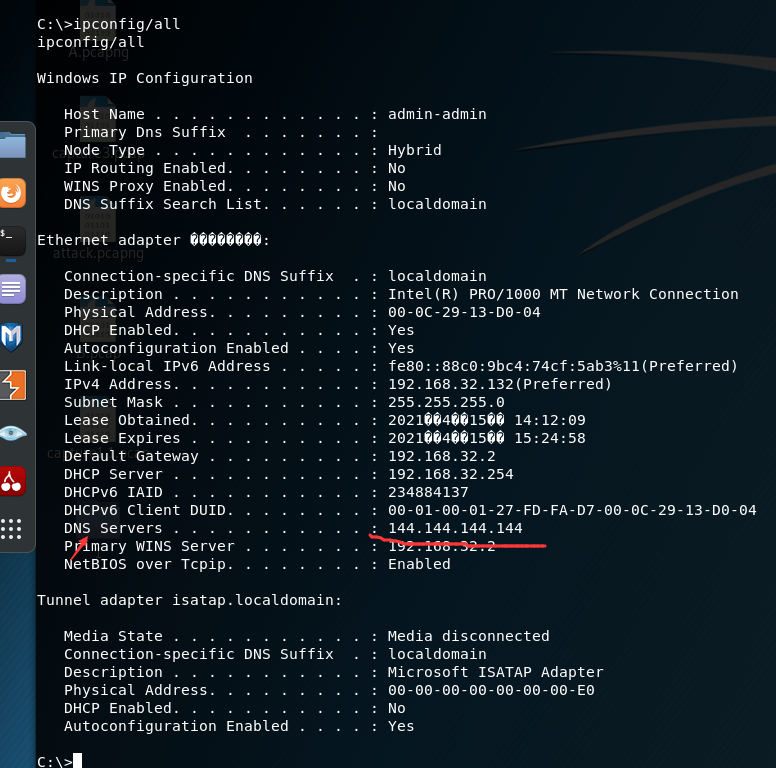 C:\>ipconfig/all
ipconfig/all
Windows IP Configuration
Host Name . . . . . . . . . . . . : admin-admin
Primary Dns Suffix  . . . . . . . :
Node Type . . . . . . . . . . . . : Hybrid
IP Routing Enabled. . . . . . . . : No
WINS Proxy Enabled. . . . . . . . : No
DNS Suffix Search List. . . . . . : localdomain
Ethernet adapter ��������:
Connection-specific DNS Suffix  . : localdomain
Description . . . . . . . . . . . : Intel(R) PRO/1000 MT Network Connection
Physical Address. . . . . . . . . : 00-0C-29-13-D0-04
DHCP Enabled. . . . . . . . . . . : Yes
Autoconfiguration Enabled . . . . : Yes
Link-local IPv6 Address . . . . . : fe80::88c0:9bc4:74cf:5ab3%11(Preferred)
IPv4 Address. . . . . . . . . . . : 192.168.32.132(Preferred)
Subnet Mask . . . . . . . . . . . : 255.255.255.0
Lease Obtained. . . . . . . . . . : 2021��4��15�� 14:12:09
Lease Expires . . . . . . . . . . : 2021��4��15�� 15:24:58
Default Gateway . . . . . . . . . : 192.168.32.2
DHCP Server . . . . . . . . . . . : 192.168.32.254
DHCPv6 IAID . . . . . . . . . . . : 234884137
DHCPv6 Client DUID. . . . . . . . : 00-01-00-01-27-FD-FA-D7-00-0C-29-13-D0-04
DNS Servers . . . . . . . . . . . : 144.144.144.144
Primary WINS Server . . . . . . . : 192.168.32.2
NetBIOS over Tcpip. . . . . . . . : Enabled
Tunnel adapter isatap.localdomain:
Media State . . . . . . . . . . . : Media disconnected
Connection-specific DNS Suffix  . : localdomain
Description . . . . . . . . . . . : Microsoft ISATAP Adapter
Physical Address. . . . . . . . . : 00-00-00-00-00-00-00-E0
DHCP Enabled. . . . . . . . . . . : No
Autoconfiguration Enabled . . . . : Yes
C:\>
A.pcapng
attack.pcapng